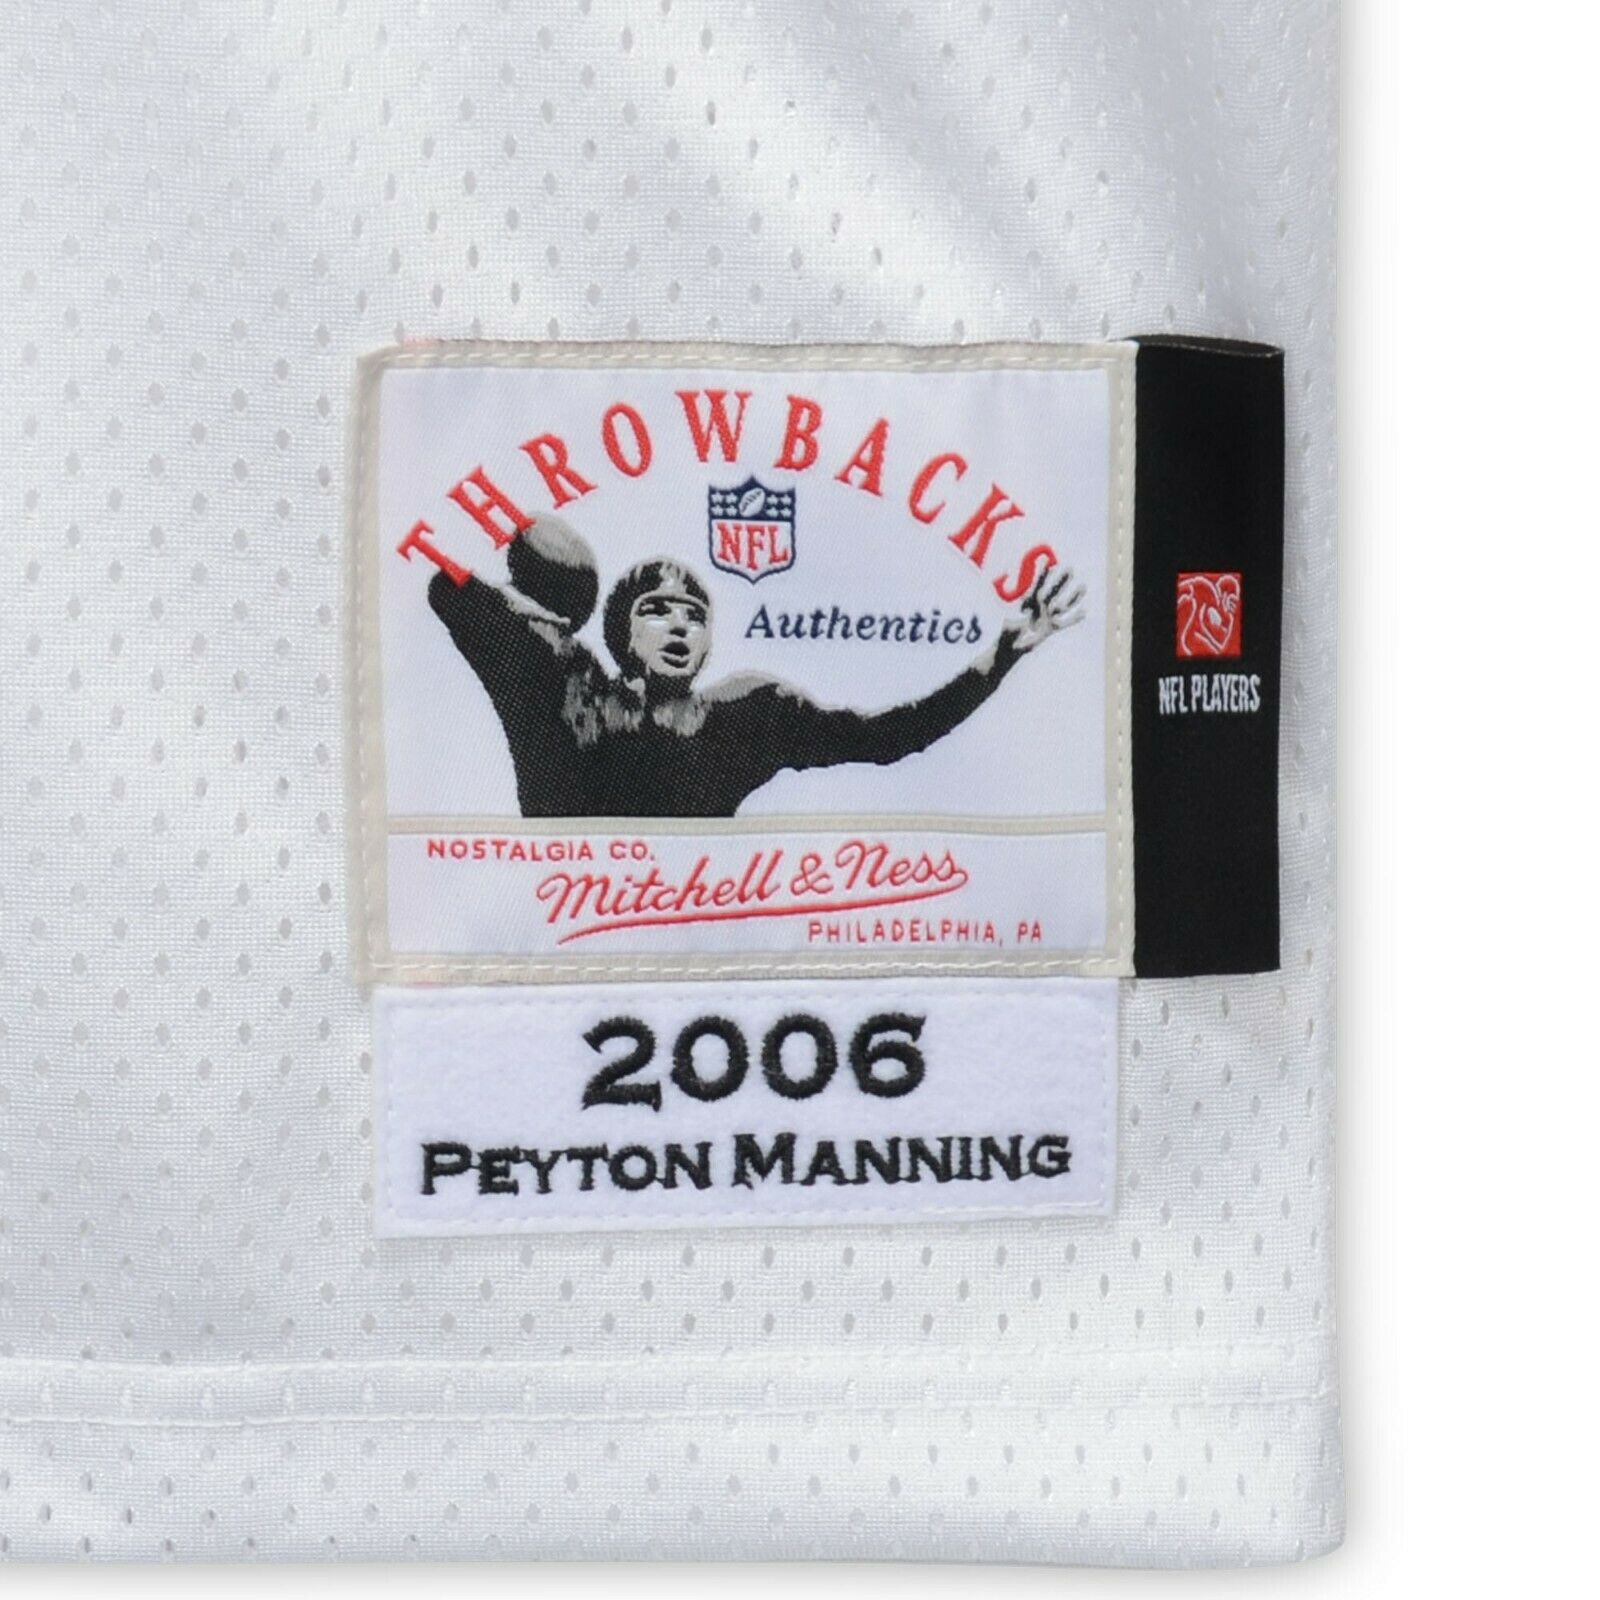 THROWBACKS
NFL
Authentics
NFL PLAYERS
NOSTALGIA CO.
Mitchell & Ness
PHILADELPHIA, PA
2006
PEYTON MANNING